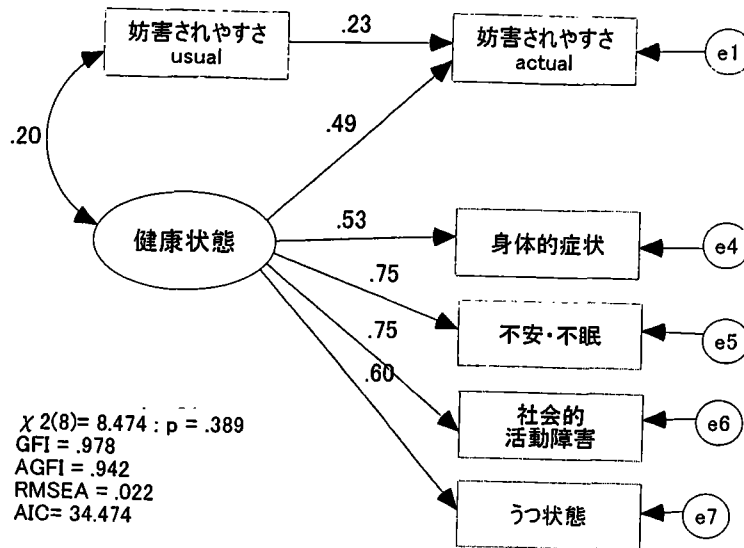 妨害されやすさ
usual
.23
妨害されやすさ
actual
e1
.20
.49
健康状態
.53
身体的症状
e4
.75
不安・不眠
e5
.75
社会的
活動障害
e6
.60
うつ状態
e7
χ2(8)= 8.474 : p = .389
GFI = .978
AGFI = .942
RMSEA = .022
AIC= 34.474